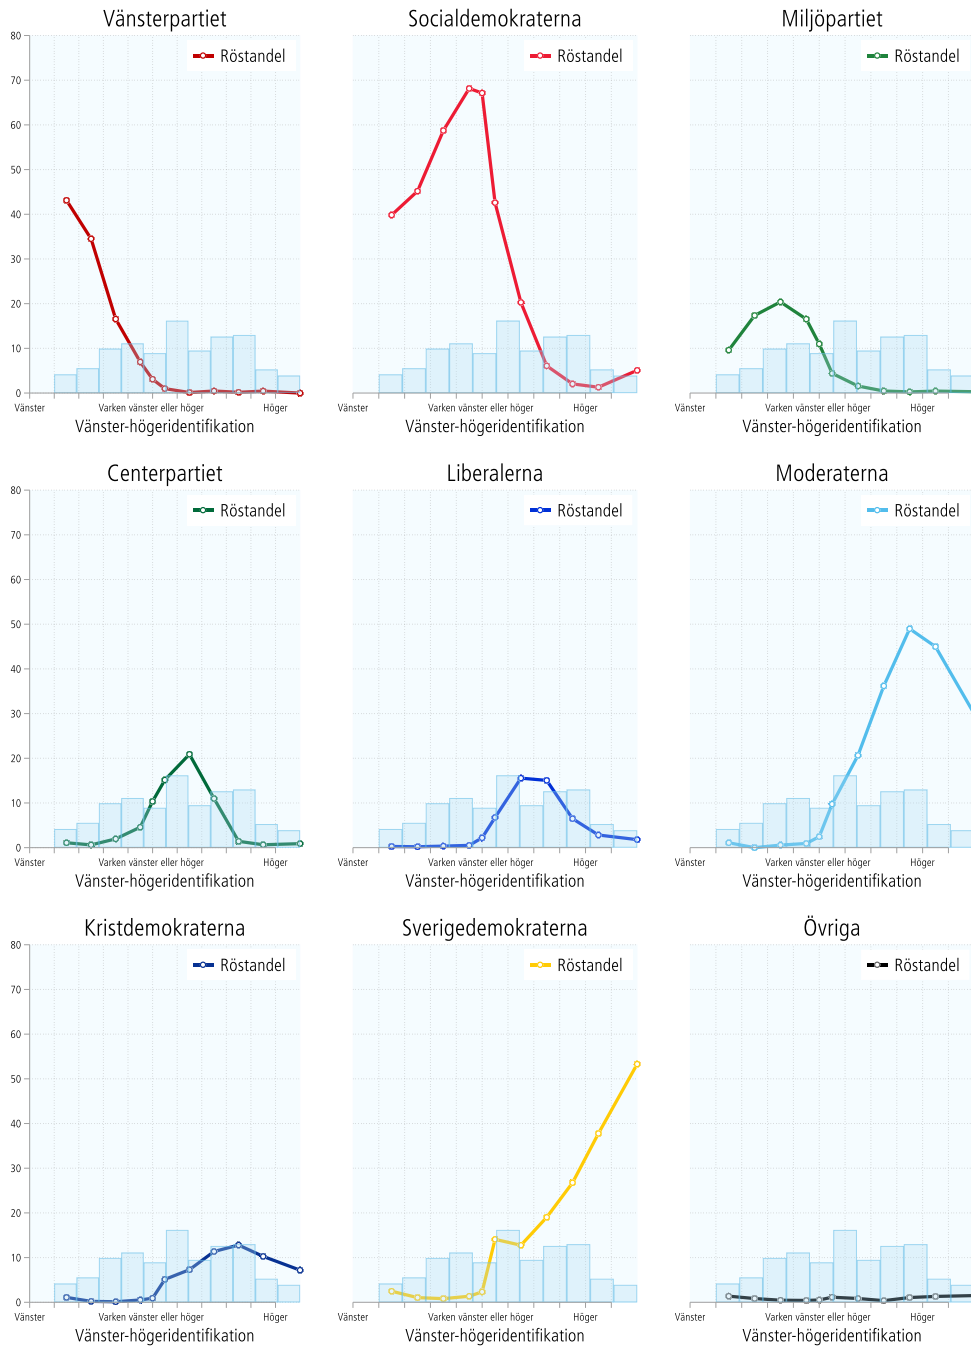 Vänsterpartiet
Socialdemokraterna
Miljöpartiet
80
70
60
50
40
30
20
10
0
Röstandel
Röstandel
Röstandel
Vänster
Varken vänster eller höger
Höger
Vänster
Varken vänster eller höger
Höger
Vänster
Varken vänster eller höger
Höger
Vänster-högeridentifikation
Vänster-högeridentifikation
Vänster-högeridentifikation
Centerpartiet
Liberalerna
Moderaterna
80
70
60
50
40
30
20
10
0
Röstandel
Röstandel
Röstandel
Vänster
Varken vänster eller höger
Höger
Vänster
Varken vänster eller höger
Höger
Vänster
Varken vänster eller höger
Höger
Vänster-högeridentifikation
Vänster-högeridentifikation
Vänster-högeridentifikation
Kristdemokraterna
Sverigedemokraterna
Övriga
80
70
60
50
40
30
20
10
0
Röstandel
Röstandel
Röstandel
Vänster
Varken vänster eller höger
Höger
Vänster
Varken vänster eller höger
Höger
Vänster
Varken vänster eller höger
Höger
Vänster-högeridentifikation
Vänster-högeridentifikation
Vänster-högeridentifikation